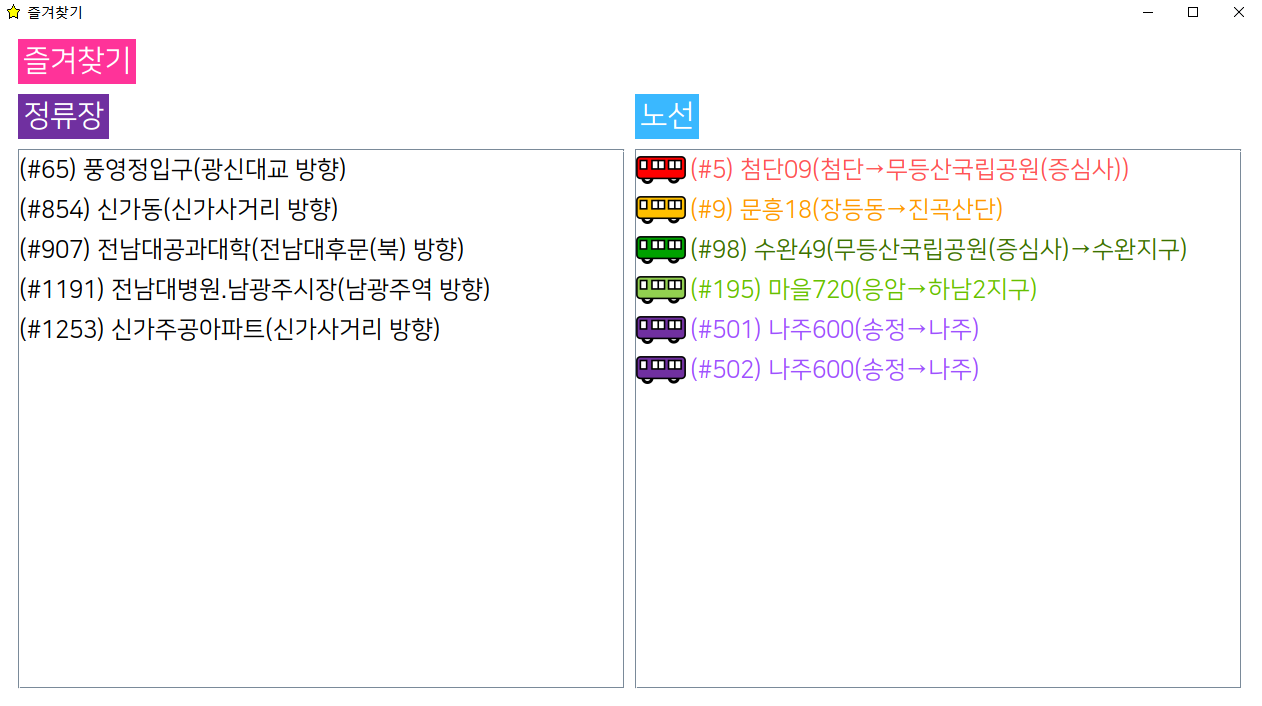 즐겨찾기
즐겨찾기
정류장
(#65) 풍영정입구(광신대교 방향)
(#854) 신가동(신가사거리 방향)
(#907) 전남대공과대학(전남대후문(북) 방향)
(#1191) 전남대병원.남광주시장(남광주역 방향)
(#1253) 신가주공아파트(신가사거리 방향)
노선
(#5) 첨단09(첨단→무등산국립공원(증심사))
(#9) 문흥18(장등동→진곡산단)
(#98) 수완49(무등산국립공원(증심사)→수완지구)
(#195) 마을720(응암→하남2지구)
(#501) 나주600(송정→나주)
(#502) 나주600(송정→나주)